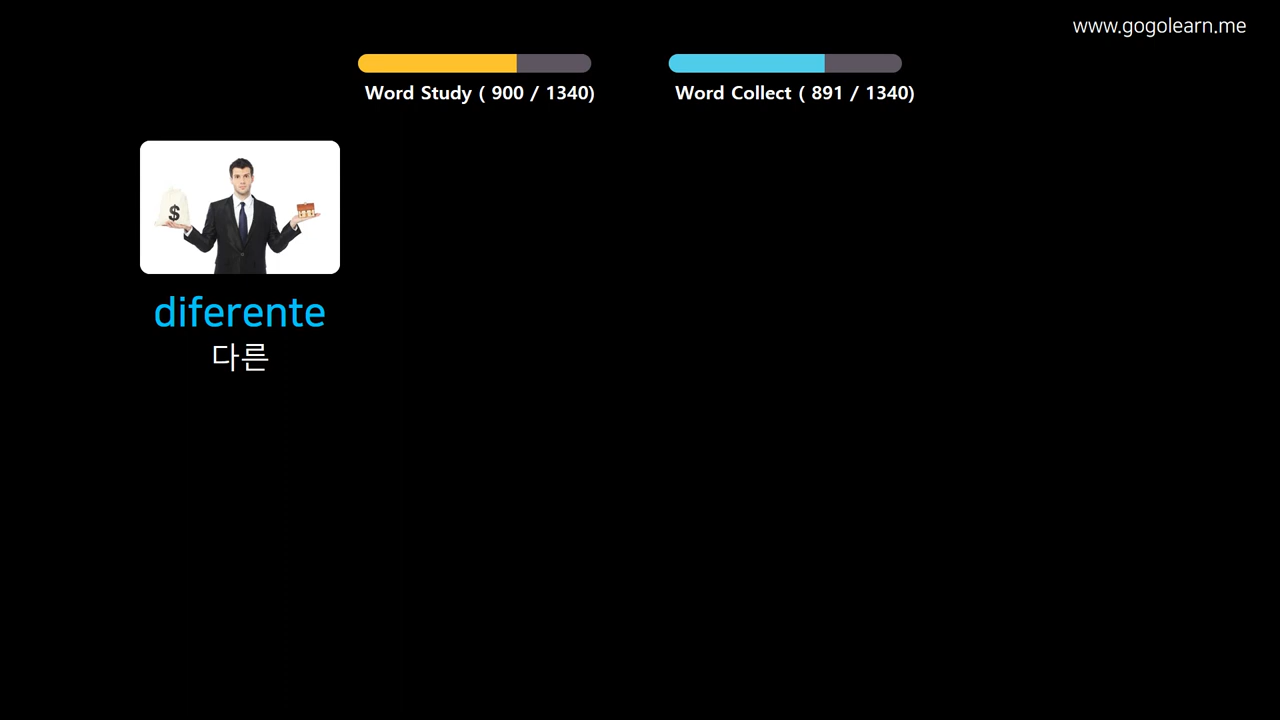 www.gogolearn.me
Word Study ( 900 / 1340)
Word Collect ( 891 / 1340)
$
diferente
다른